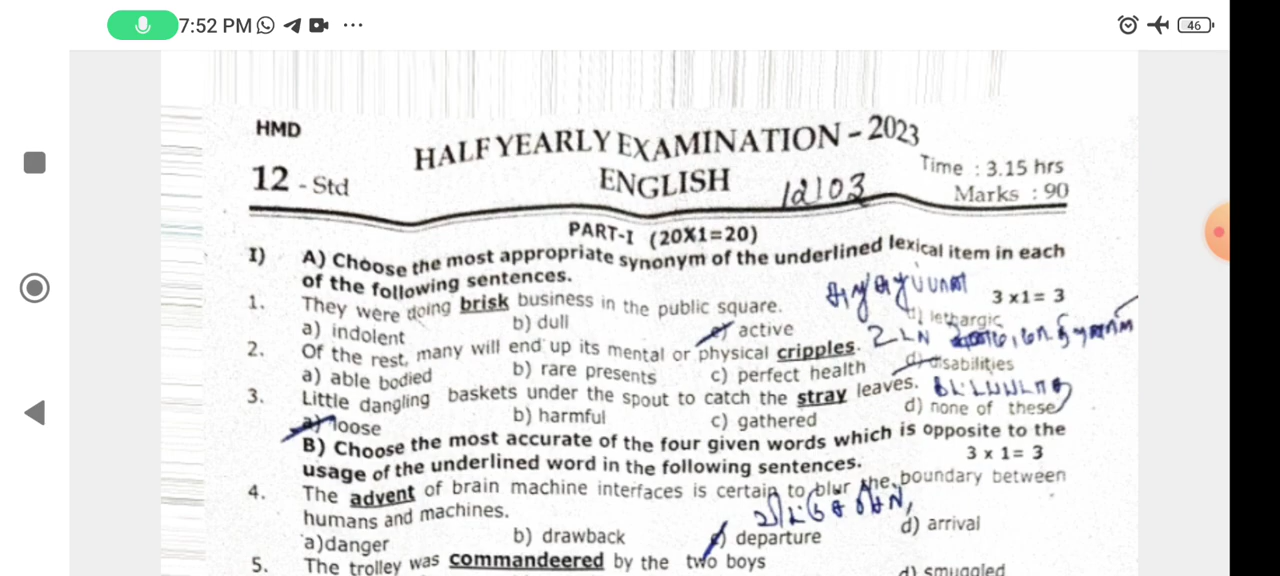 7:52 PM
46
HMD
HALF YEARLY EXAMINATION - 2023
12 - Std
ENGLISH
12103
Time : 3.15 hrs
Marks : 90
PART-I (20X1=20)
I) A) Choose the most appropriate synonym of the underlined lexical item in each
of the following sentences.
3 x1= 3
1. They were doing brisk business in the public square.
a) indolent b) dull c) active d) lethargic
2. Of the rest, many will end up its mental or physical cripples.
a) able bodied b) rare presents c) perfect health d) disabilities
3. Little dangling baskets under the spout to catch the stray leaves.
a) loose b) harmful c) gathered d) none of these
B) Choose the most accurate of the four given words which is opposite to the
usage of the underlined word in the following sentences.
3 x 1= 3
4. The advent of brain machine interfaces is certain to blur the boundary between
humans and machines.
a)danger b) drawback c) departure d) arrival
5. The trolley was commandeered by the two boys
d) smuggled